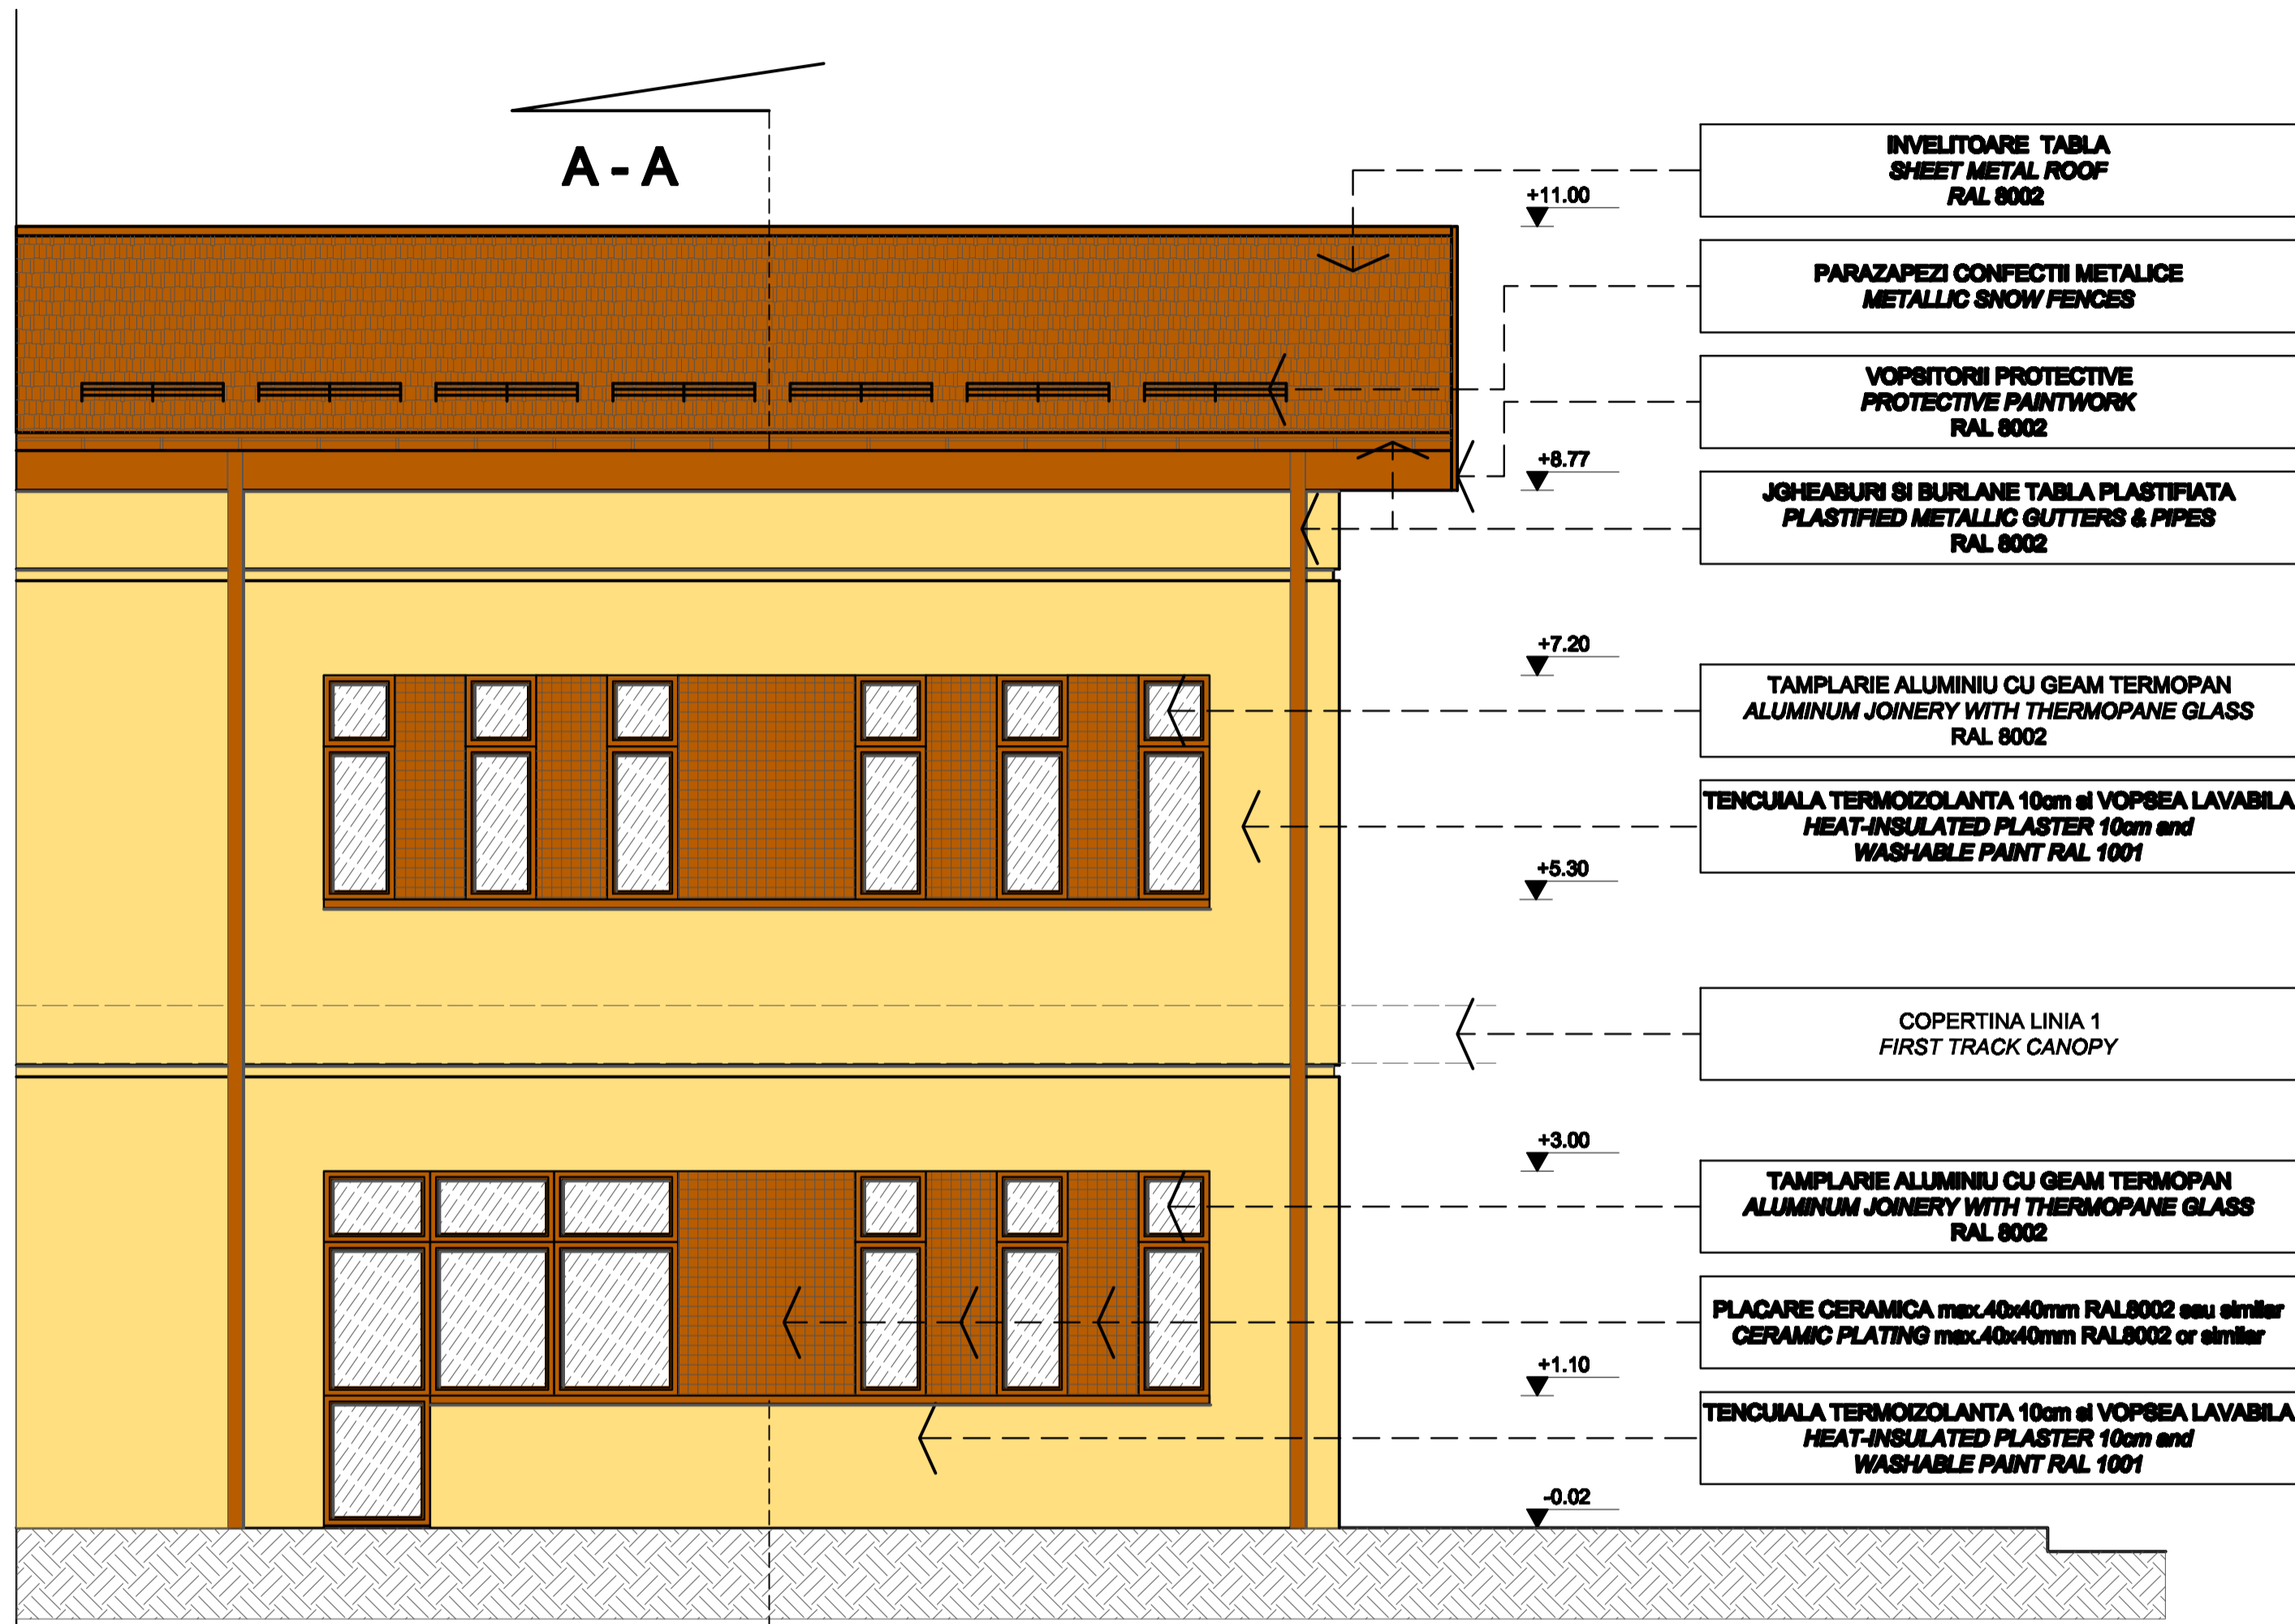 A - A
INVELITOARE TABLA
SHEET METAL ROOF
RAL 8002
+11.00
PARAZAPEZI CONFECTII METALICE
METALLIC SNOW FENCES
VOPSITORII PROTECTIVE
PROTECTIVE PAINTWORK
RAL 8002
+8.77
JGHEABURI SI BURLANE TABLA PLASTIFIATA
PLASTIFIED METALLIC GUTTERS & PIPES
RAL 8002
+7.20
TAMPLARIE ALUMINIU CU GEAM TERMOPAN
ALUMINUM JOINERY WITH THERMOPANE GLASS
RAL 8002
TENCUIALA TERMOIZOLANTA 10cm si VOPSEA LAVABILA
HEAT-INSULATED PLASTER 10cm and
WASHABLE PAINT RAL 1001
+5.30
COPERTINA LINIA 1
FIRST TRACK CANOPY
+3.00
TAMPLARIE ALUMINIU CU GEAM TERMOPAN
ALUMINUM JOINERY WITH THERMOPANE GLASS
RAL 8002
PLACARE CERAMICA max.40x40mm RAL8002 sau similar
CERAMIC PLATING max.40x40mm RAL8002 or similar
+1.10
TENCUIALA TERMOIZOLANTA 10cm si VOPSEA LAVABILA
HEAT-INSULATED PLASTER 10cm and
WASHABLE PAINT RAL 1001
-0.02